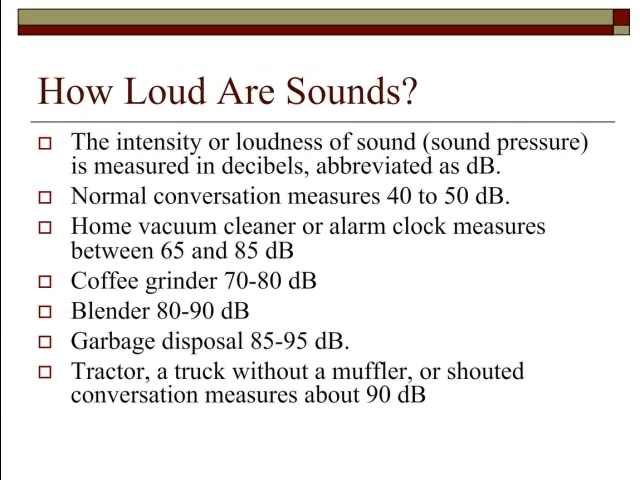 How Loud Are Sounds?
The intensity or loudness of sound (sound pressure)
is measured in decibels, abbreviated as dB.
Normal conversation measures 40 to 50 dB.
Home vacuum cleaner or alarm clock measures
between 65 and 85 dB
Coffee grinder 70-80 dB
Blender 80-90 dB
Garbage disposal 85-95 dB.
Tractor, a truck without a muffler, or shouted
conversation measures about 90 dB